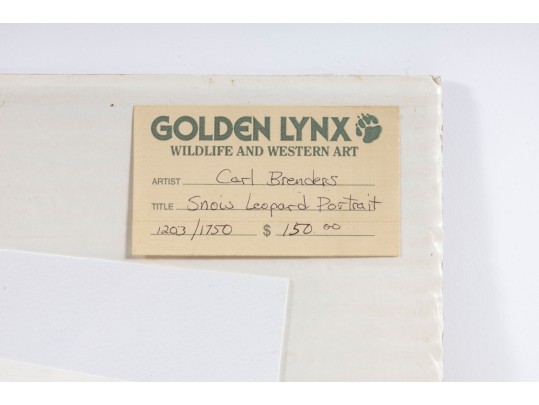 GOLDEN LYNX
WILDLIFE AND WESTERN ART
ARTIST Carl Brenders
TITLE Snow Leopard Portrait
1203/1750 $ 150.00